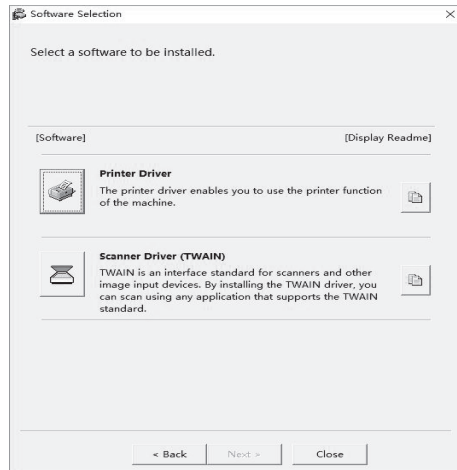 Software Selection
Select a software to be installed.
[Software] [Display Readme]
Printer Driver
The printer driver enables you to use the printer function
of the machine.
Scanner Driver (TWAIN)
TWAIN is an interface standard for scanners and other
image input devices. By installing the TWAIN driver, you
can scan using any application that supports the TWAIN
standard.
< Back Next > Close